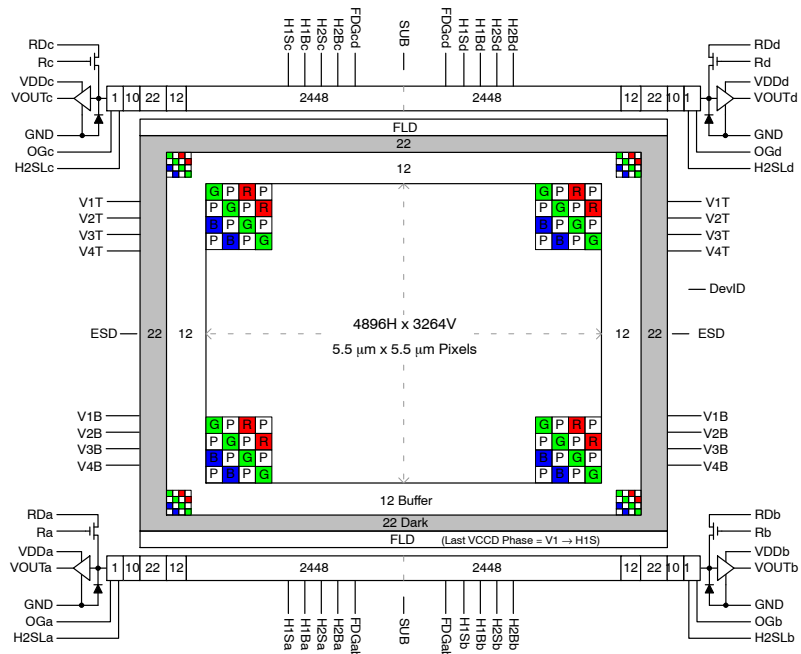 H1Sc
H1Bc
H2Sc
H2Bc
FDGcd
SUB
FDGcd
H1Sd
H1Bd
H2Sd
H2Bd
RDc
Rc
VDDc
VOUTc
GND
OGc
H2SLc
RDd
Rd
VDDd
VOUTd
GND
OGd
H2SLd
1 10 22 12 2448 2448 12 22 10 1
FLD
22
12
G P R P
P G P R
B P G P
P B P G
G P R P
P G P R
B P G P
P B P G
V1T
V2T
V3T
V4T
V1T
V2T
V3T
V4T
DevID
ESD
22
12
4896H x 3264V
5.5 μm x 5.5 μm Pixels
12
22
ESD
V1B
V2B
V3B
V4B
V1B
V2B
V3B
V4B
G P R P
P G P R
B P G P
P B P G
G P R P
P G P R
B P G P
P B P G
12 Buffer
22 Dark
FLD (Last VCCD Phase = V1 → H1S)
RDa
Ra
VDDa
VOUTa
GND
OGa
H2SLa
RDb
Rb
VDDb
VOUTb
GND
OGb
H2SLb
1 10 22 12 2448 2448 12 22 10 1
H1Sa
H1Ba
H2Sa
H2Ba
FDGab
SUB
FDGab
H1Sb
H1Bb
H2Sb
H2Bb